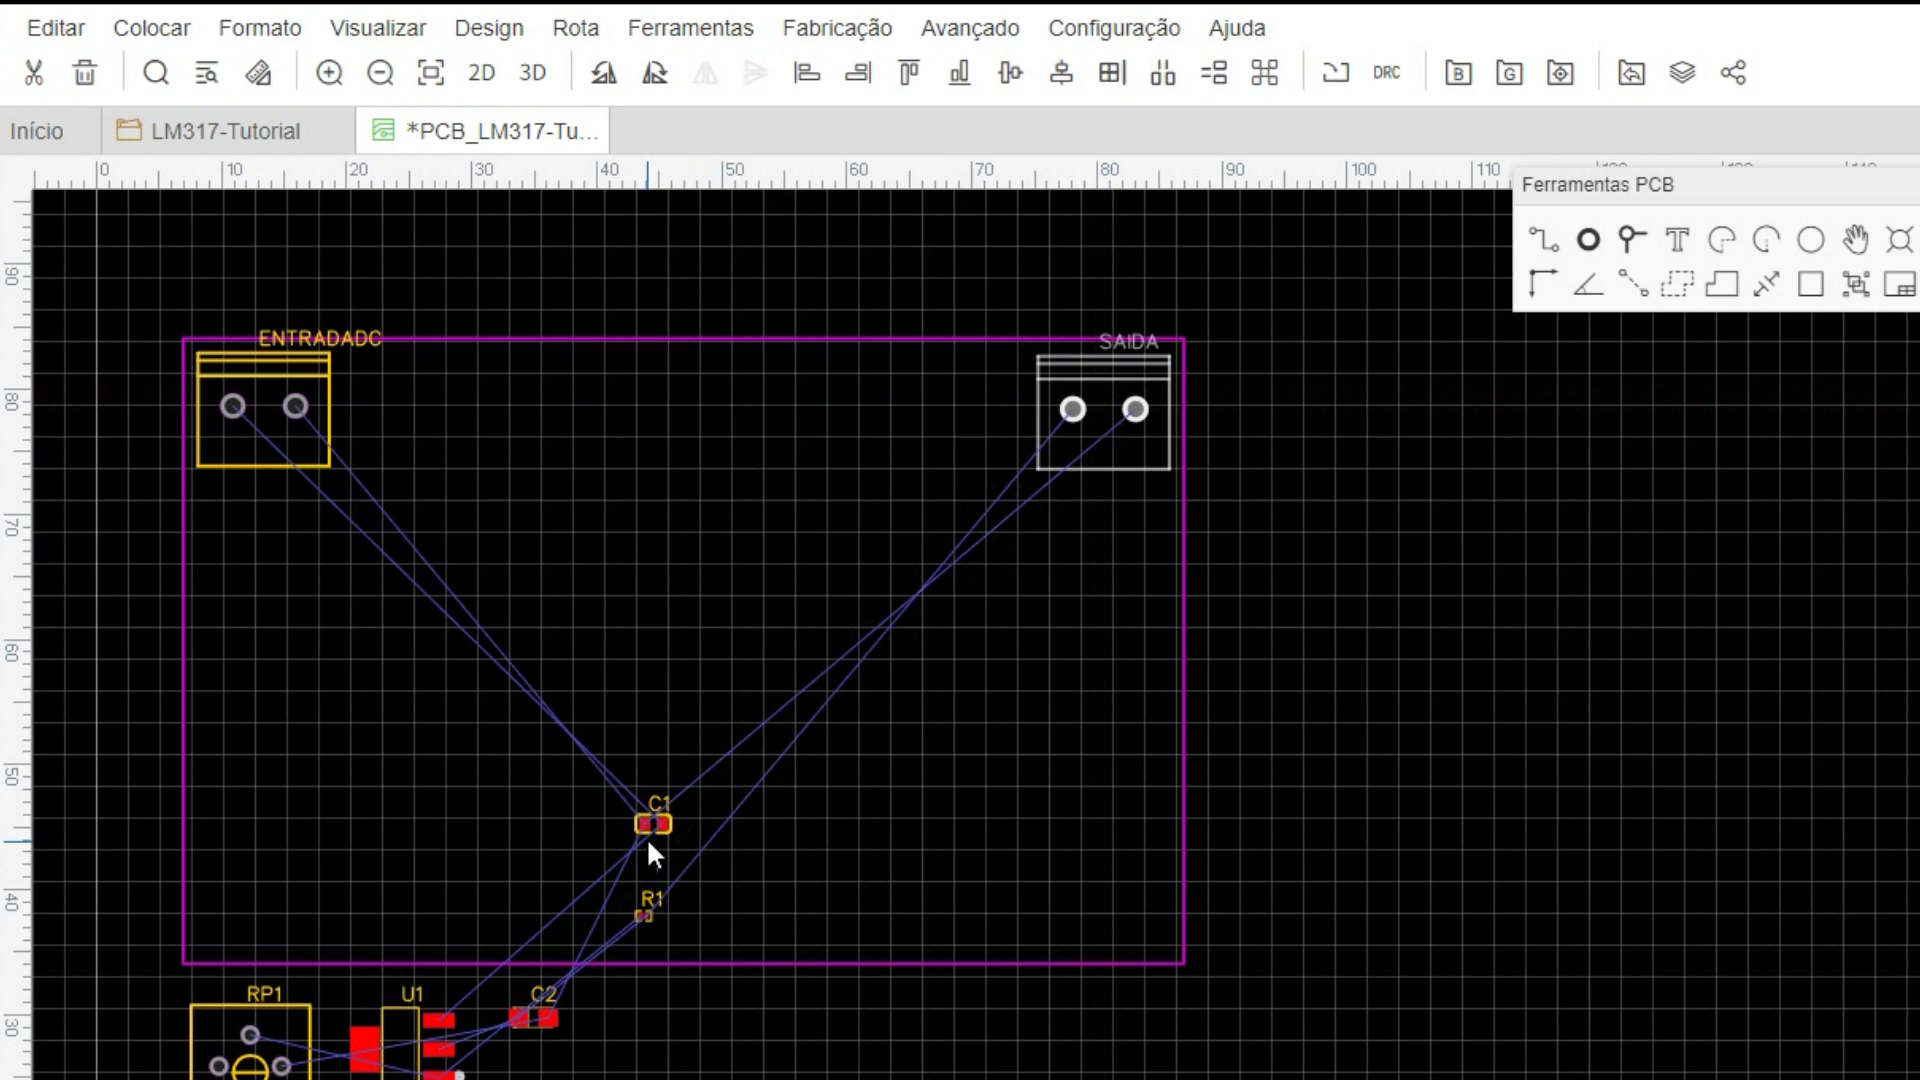 Editar Colocar Formato Visualizar Design Rota Ferramentas Fabricação Avançado Configuração Ajuda
2D 3D DRC B G
Início LM317-Tutorial *PCB_LM317-Tu...
0 10 20 30 40 50 60 70 80 90 100 110
Ferramentas PCB
90
80
70
60
50
40
30
ENTRADADC
SAIDA
C1
R1
RP1 U1 C2